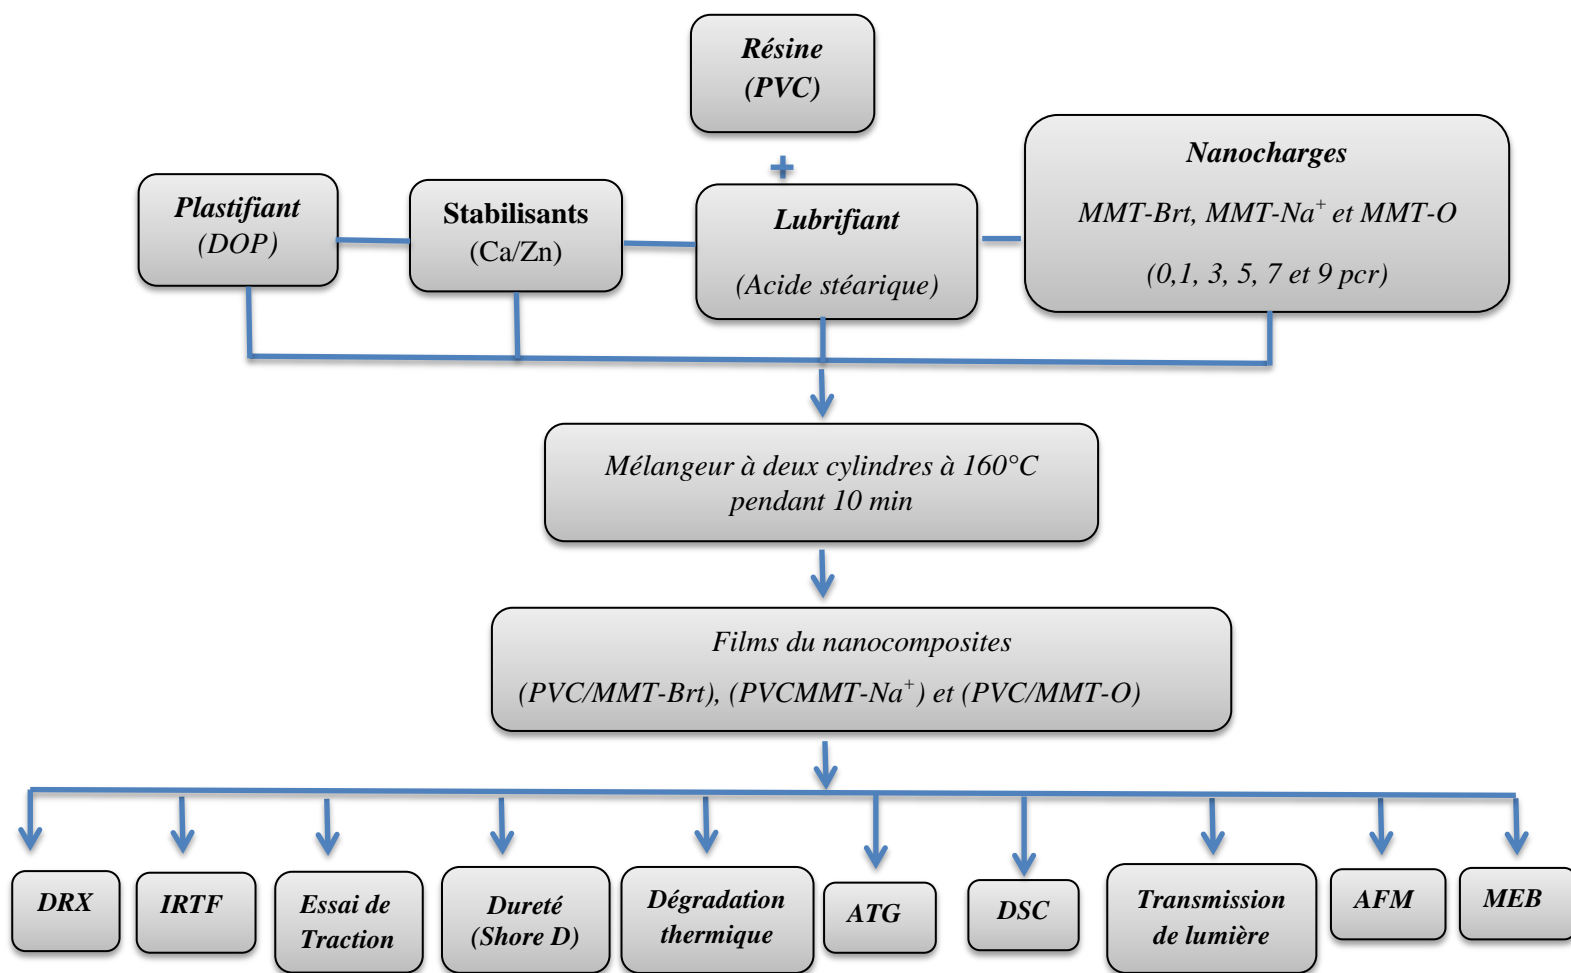 Résine
(PVC)
+
Plastifiant
(DOP)
Stabilisants
(Ca/Zn)
Lubrifiant
(Acide stéarique)
Nanocharges
MMT-Brt, MMT-Na⁺ et MMT-O
(0,1, 3, 5, 7 et 9 pcr)
Mélangeur à deux cylindres à 160°C
pendant 10 min
Films du nanocomposites
(PVC/MMT-Brt), (PVCMMT-Na⁺) et (PVC/MMT-O)
DRX
IRTF
Essai de
Traction
Dureté
(Shore D)
Dégradation
thermique
ATG
DSC
Transmission
de lumière
AFM
MEB